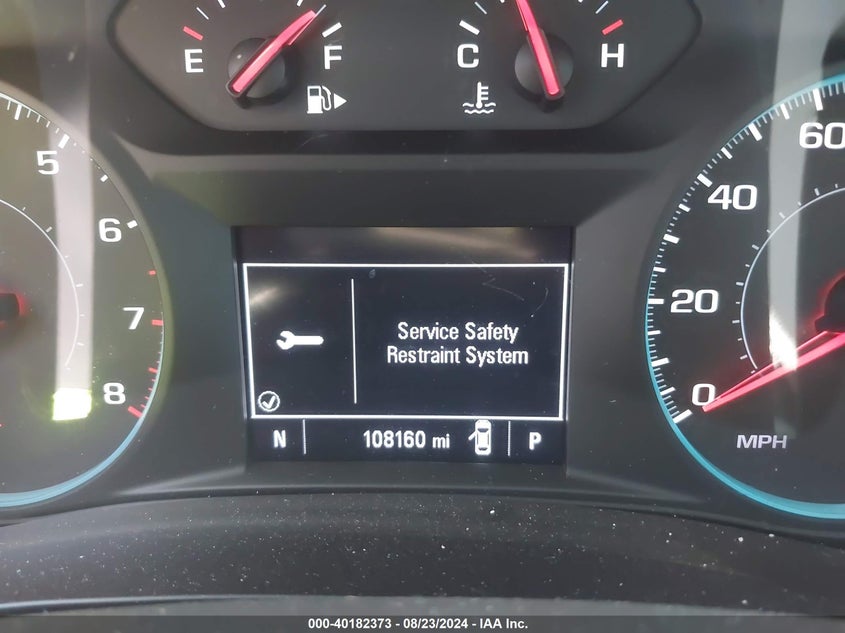 E F C H
5 6 7 8
60 40 20 0
MPH
Service Safety
Restraint System
N 108160 mi P
000-40182373 - 08/23/2024 - IAA Inc.